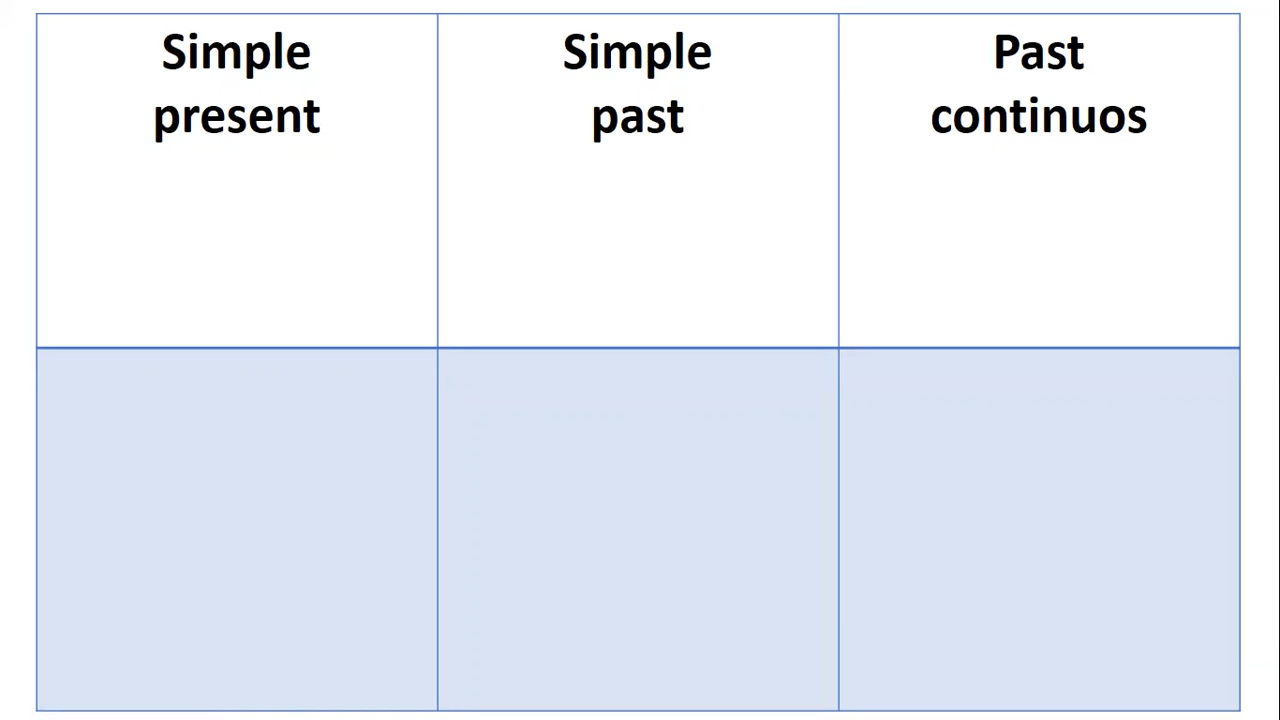 Simple
present
Simple
past
Past
continuos